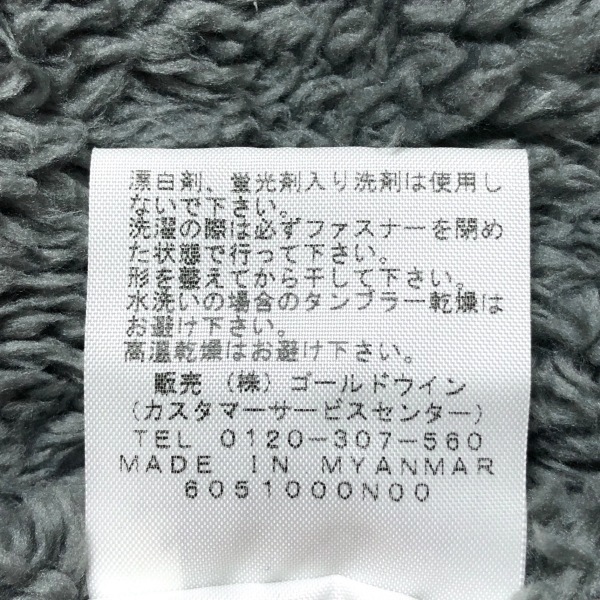 漂白剤、蛍光剤入り洗剤は使用し
ないで下さい。
洗濯の際は必ずファスナーを閉め
た状態で行って下さい。
形を整えてから干して下さい。
水洗いの場合のタンブラー乾燥は
お避け下さい。
高温乾燥はお避け下さい。
販売 (株) ゴールドウイン
(カスタマーサービスセンター)
TEL 0120-307-560
MADE IN MYANMAR
6051000N00